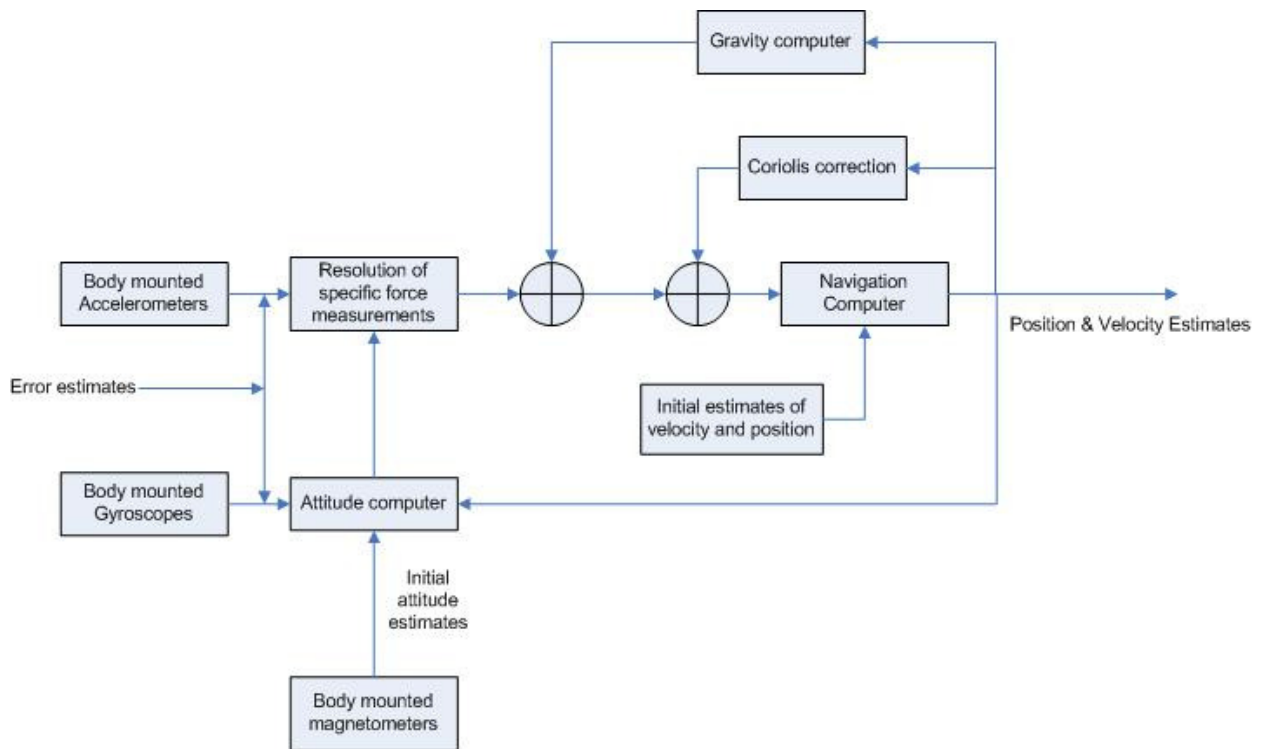 Gravity computer
Coriolis correction
Body mounted
Accelerometers
Resolution of
specific force
measurements
Navigation
Computer
Position & Velocity Estimates
Error estimates
Initial estimates of
velocity and position
Body mounted
Gyroscopes
Attitude computer
Initial
attitude
estimates
Body mounted
magnetometers